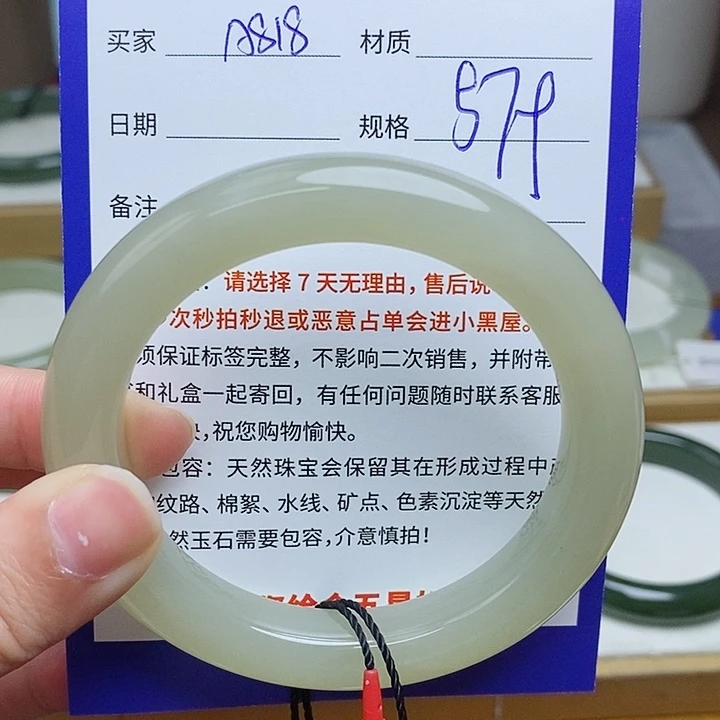 买家 A818 材质
日期 规格 579
备注
：请选择7天无理由，售后说
次秒拍秒退或恶意占单会进小黑屋。
须保证标签完整，不影响二次销售，并附带
和礼盒一起寄回，有任何问题随时联系客服
，祝您购物愉快。
包容：天然珠宝会保留其在形成过程中
纹路、棉絮、水线、矿点、色素沉淀等天然
然玉石需要包容，介意慎拍！
给个五星